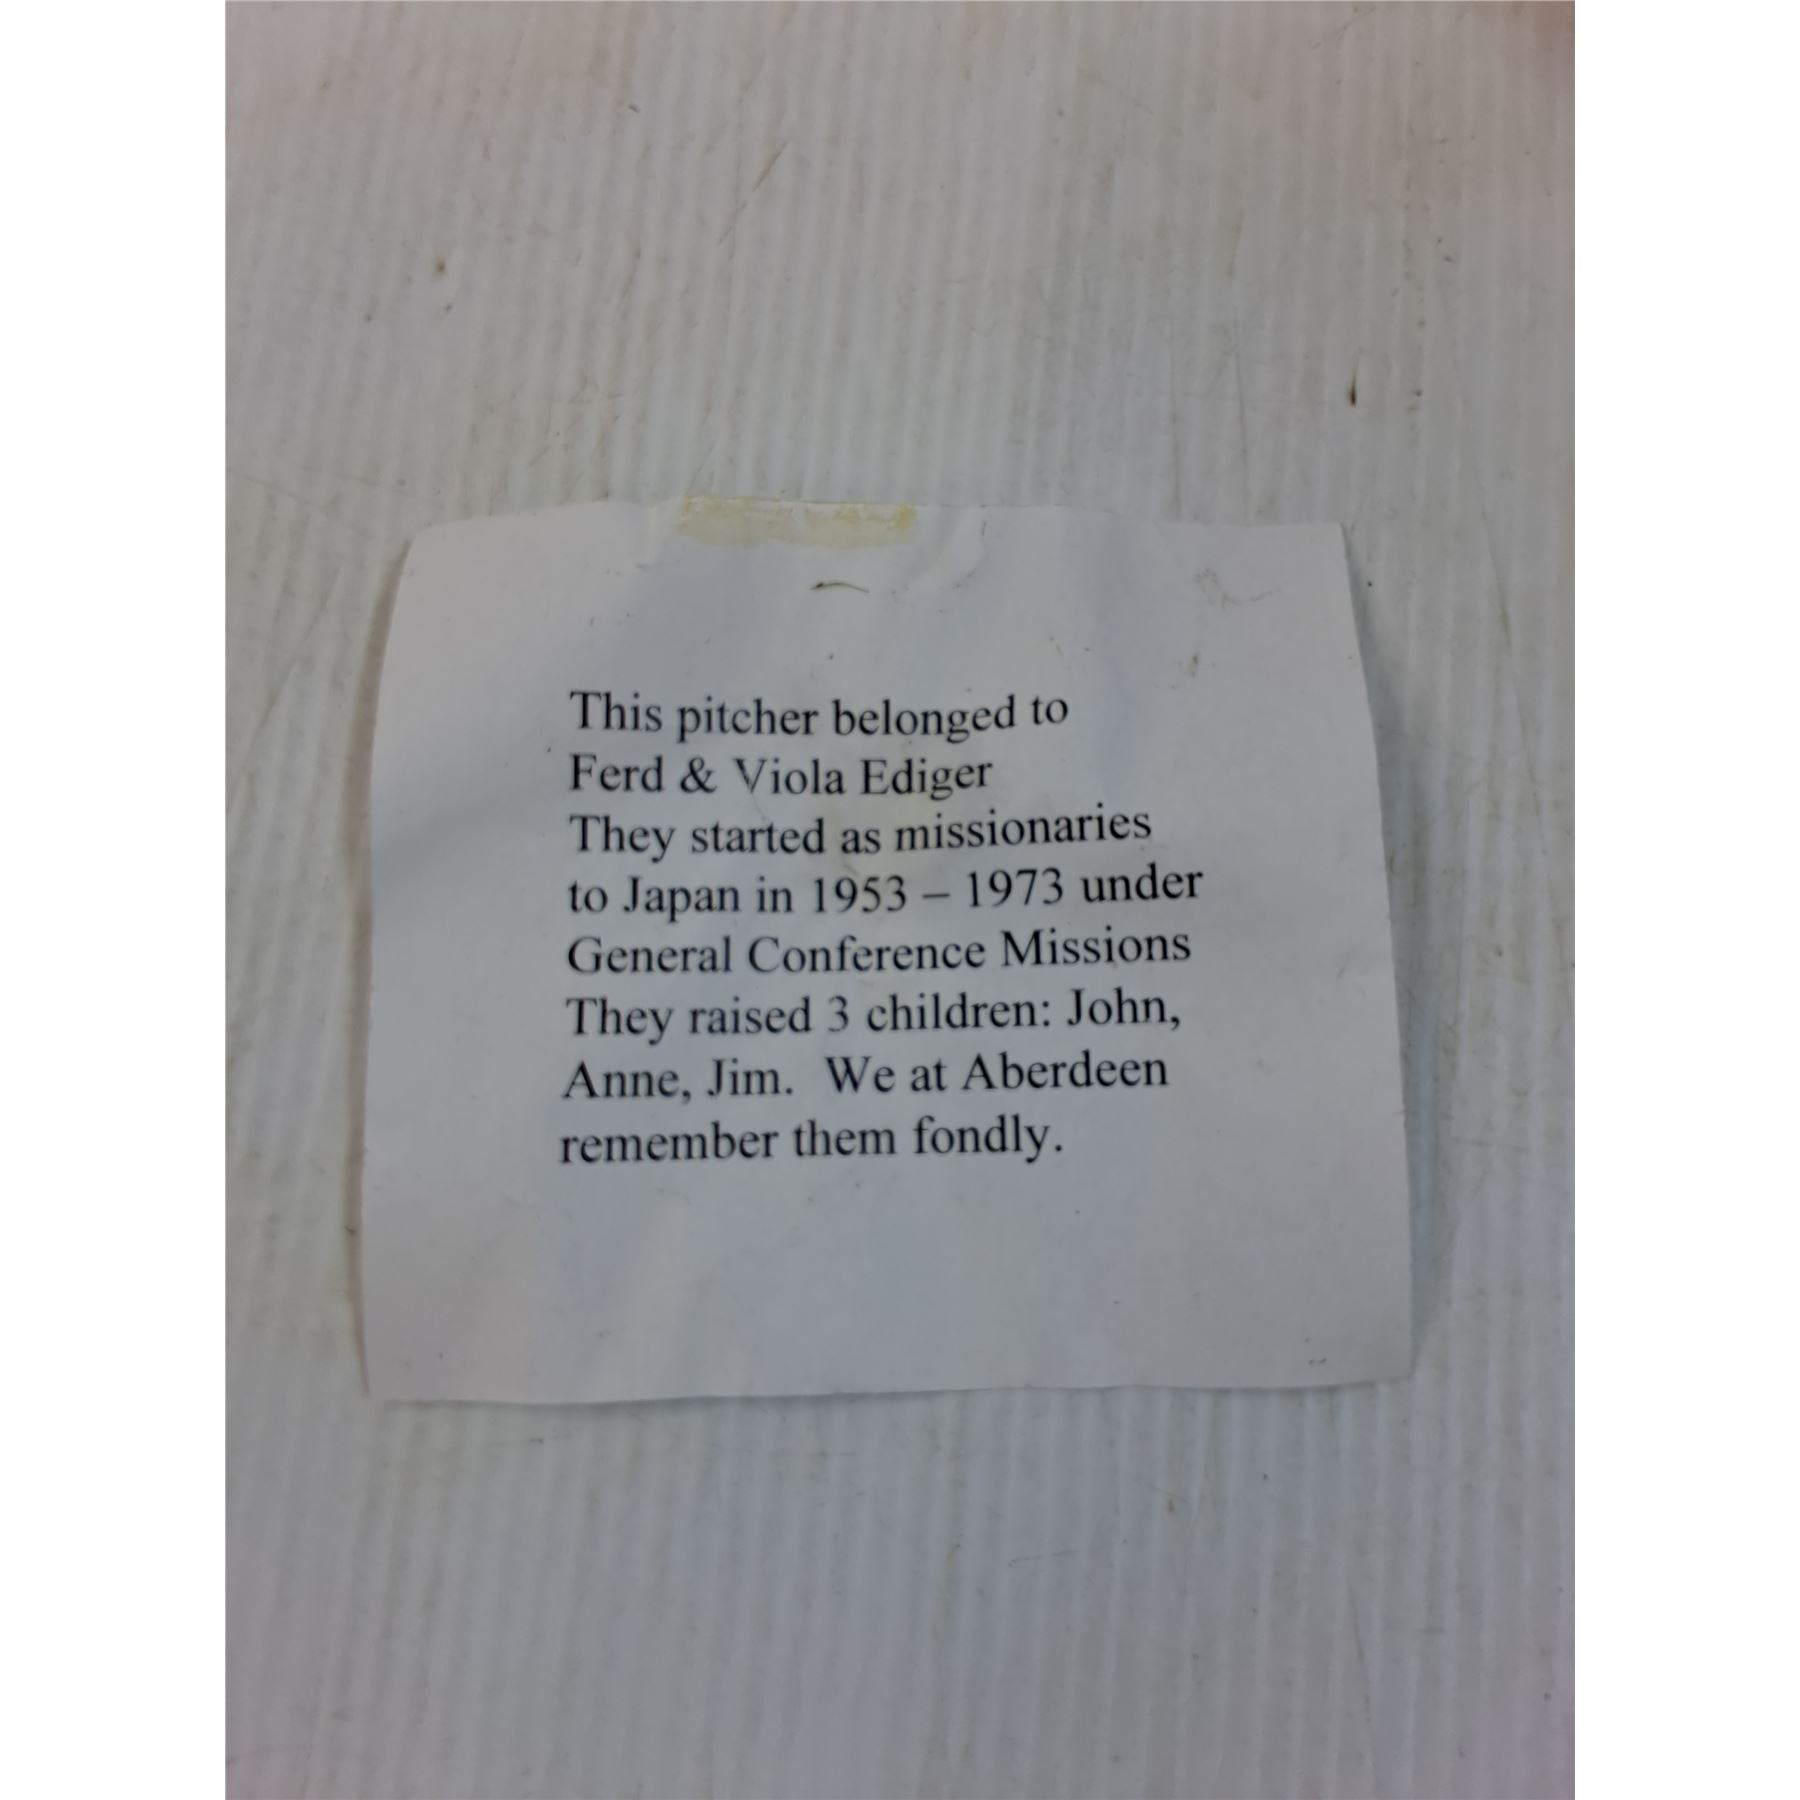 This pitcher belonged to
Ferd & Viola Ediger
They started as missionaries
to Japan in 1953 – 1973 under
General Conference Missions
They raised 3 children: John,
Anne, Jim.  We at Aberdeen
remember them fondly.